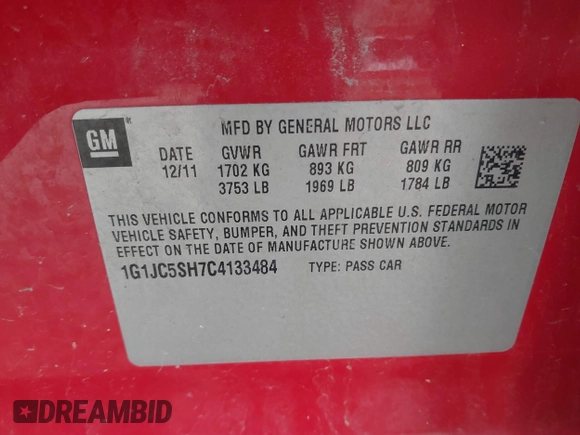 GM
MFD BY GENERAL MOTORS LLC
DATE GVWR GAWR FRT GAWR RR
12/11 1702 KG 893 KG 809 KG
3753 LB 1969 LB 1784 LB
THIS VEHICLE CONFORMS TO ALL APPLICABLE U.S. FEDERAL MOTOR
VEHICLE SAFETY, BUMPER, AND THEFT PREVENTION STANDARDS IN
EFFECT ON THE DATE OF MANUFACTURE SHOWN ABOVE.
1G1JC5SH7C4133484 TYPE: PASS CAR
DREAMBID